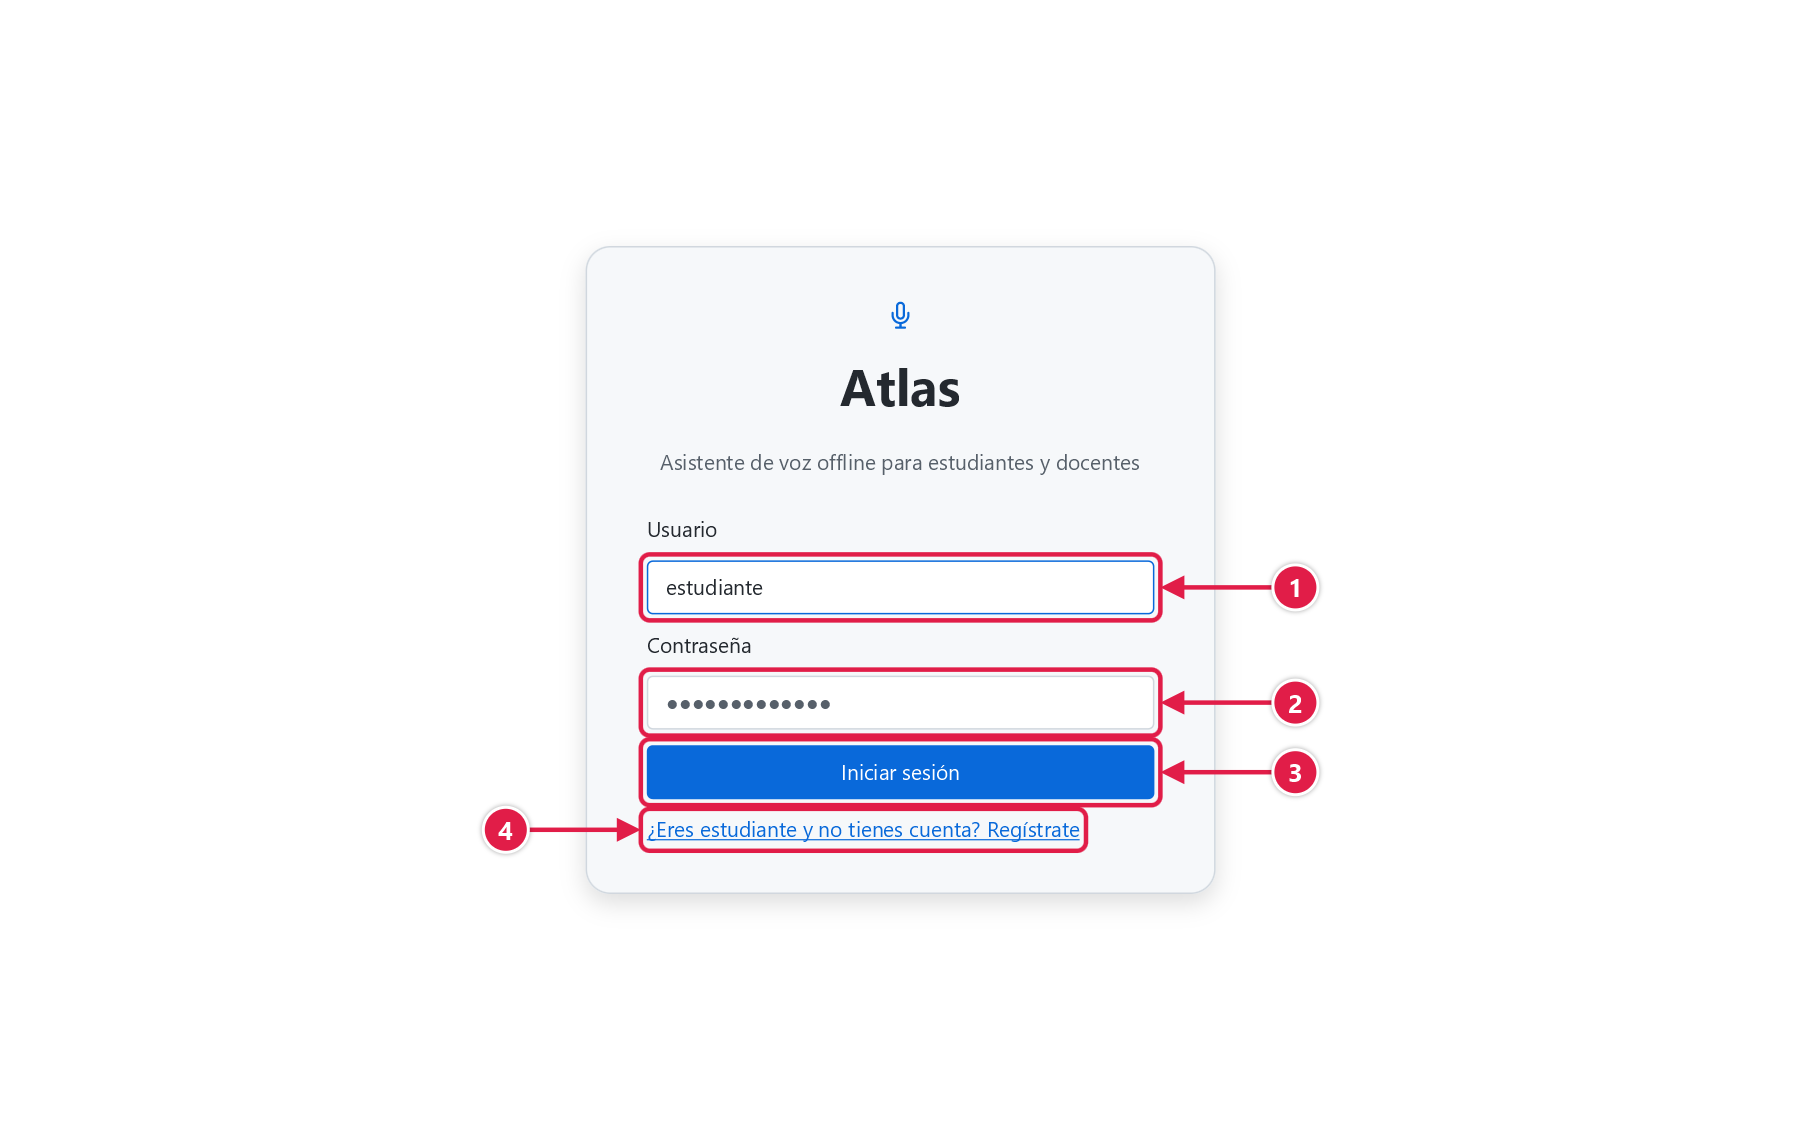 Atlas
Asistente de voz offline para estudiantes y docentes
Usuario
estudiante
1
Contraseña
●●●●●●●●●●●●●
2
Iniciar sesión
3
4
¿Eres estudiante y no tienes cuenta? Regístrate